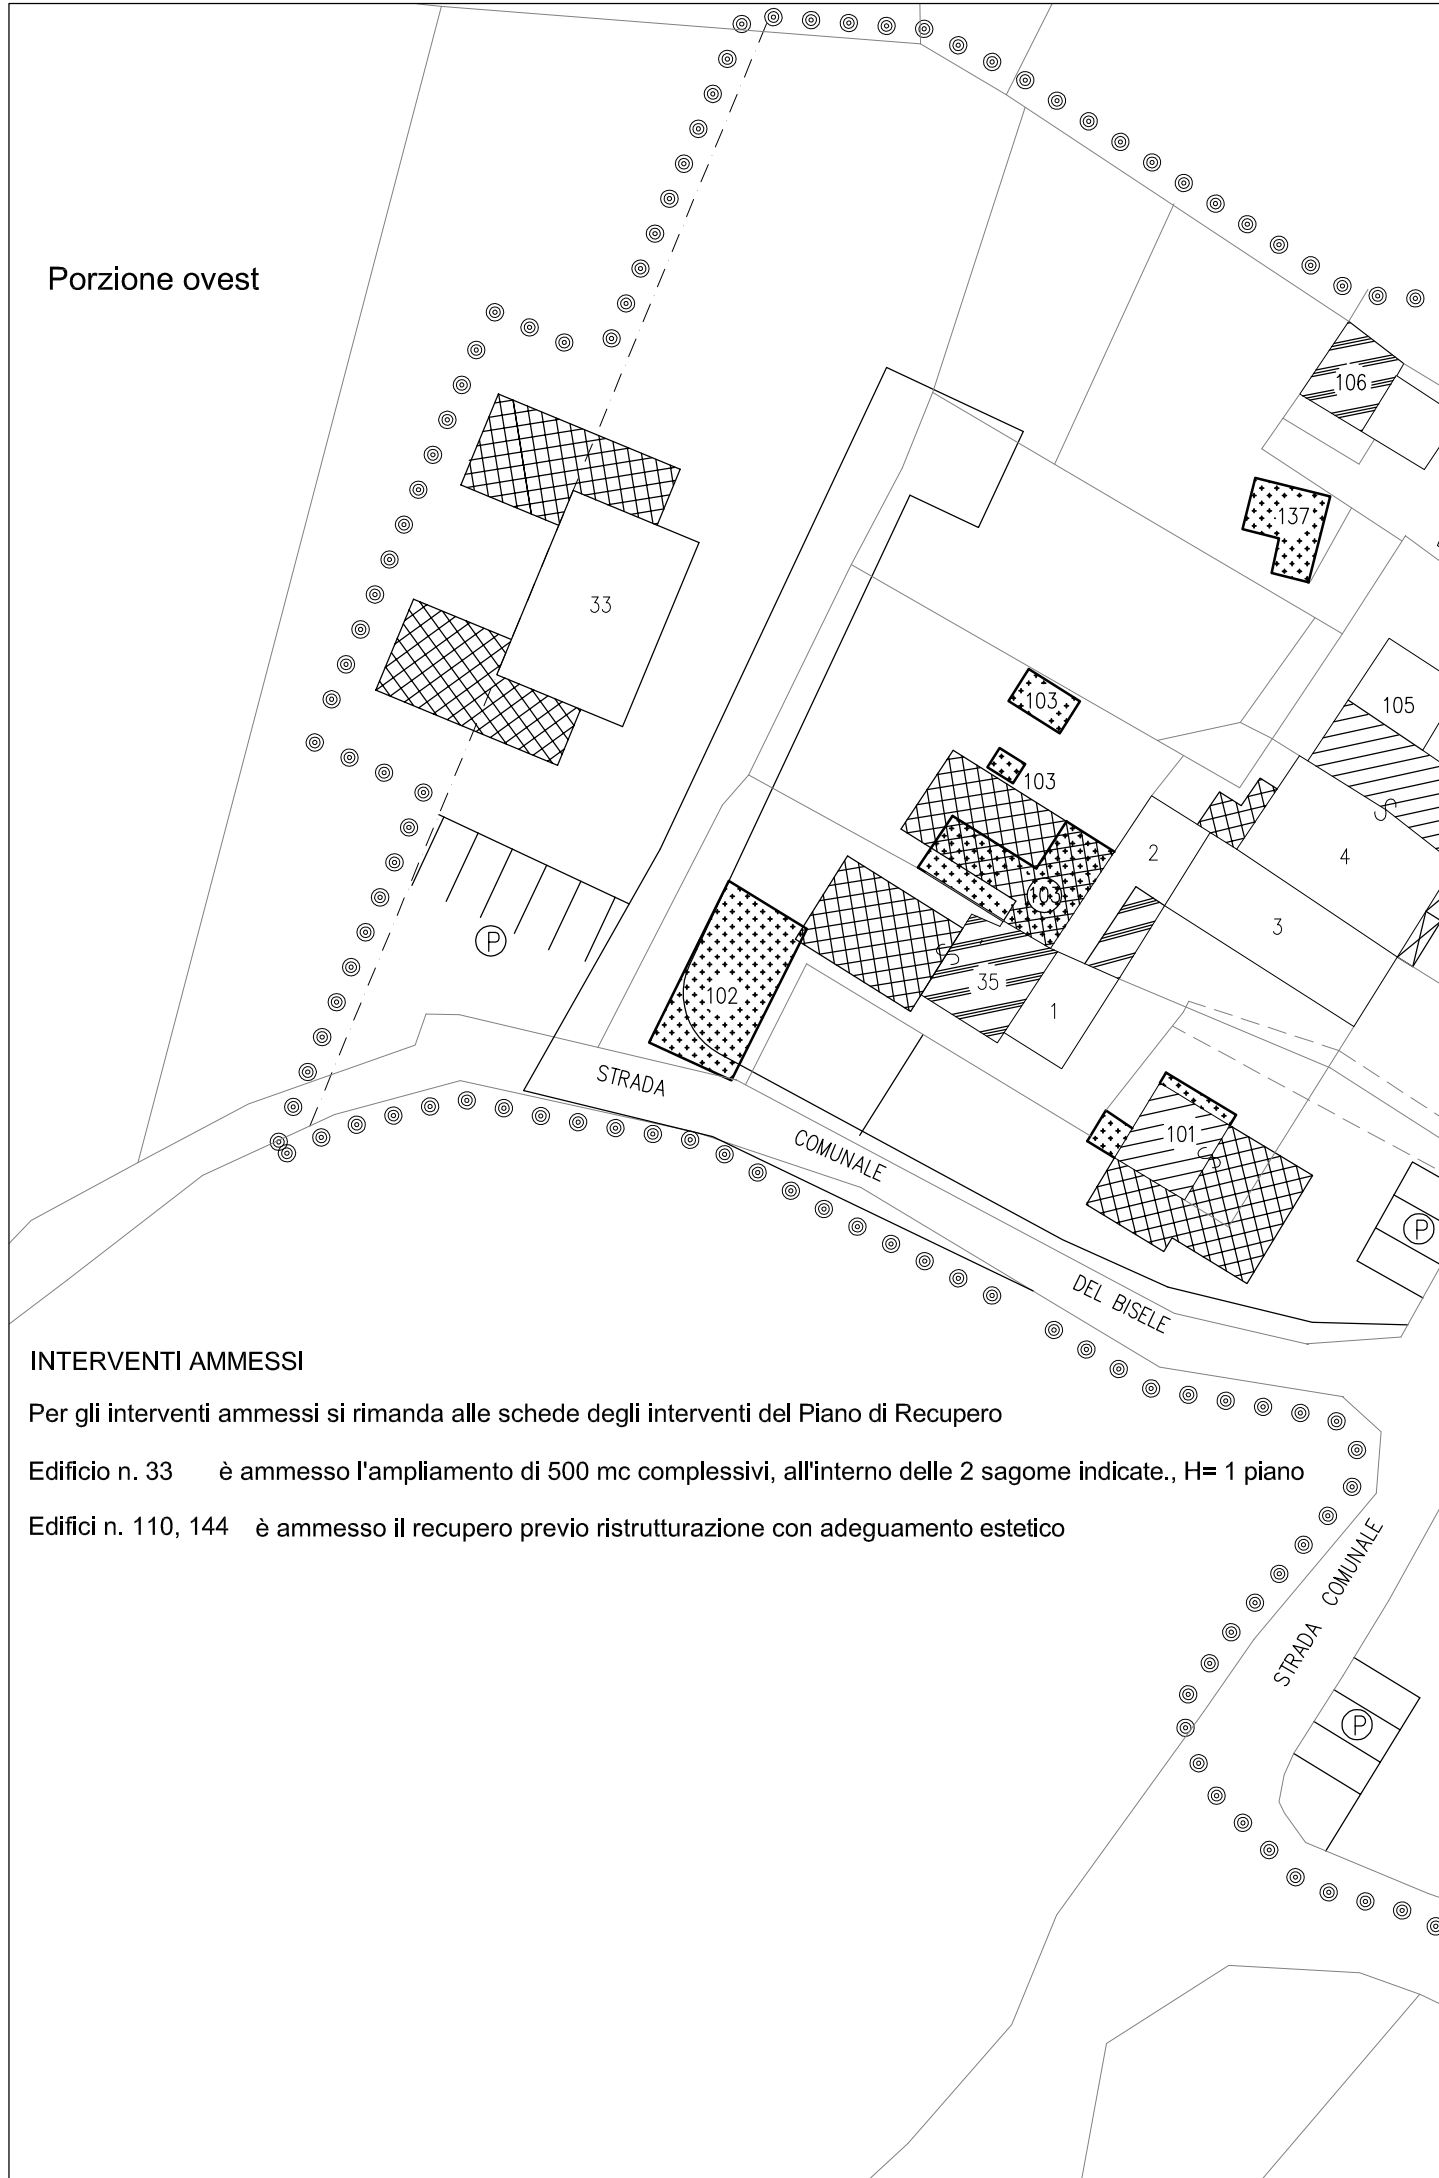 Porzione ovest
106
137
33
103
105
103
2
4
103
3
35
1
102
P
STRADA
COMUNALE
101
P
DEL BISELE
INTERVENTI AMMESSI
Per gli interventi ammessi si rimanda alle schede degli interventi del Piano di Recupero
Edificio n. 33 è ammesso l'ampliamento di 500 mc complessivi, all'interno delle 2 sagome indicate., H= 1 piano
Edifici n. 110, 144 è ammesso il recupero previo ristrutturazione con adeguamento estetico
STRADA COMUNALE
P